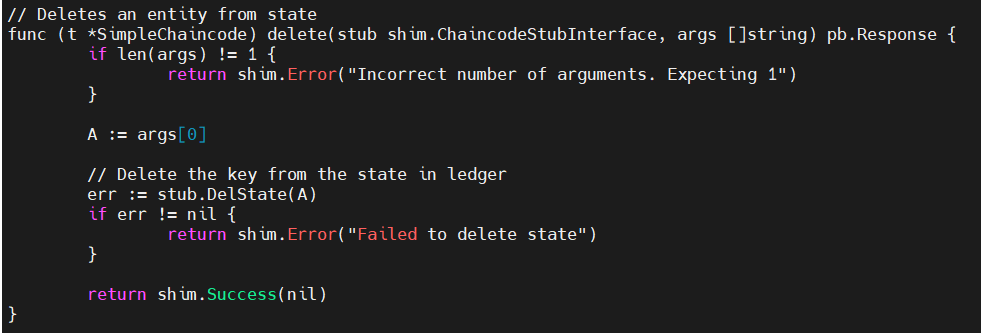 // Deletes an entity from state
func (t *SimpleChaincode) delete(stub shim.ChaincodeStubInterface, args []string) pb.Response {
        if len(args) != 1 {
                return shim.Error("Incorrect number of arguments. Expecting 1")
        }

        A := args[0]

        // Delete the key from the state in ledger
        err := stub.DelState(A)
        if err != nil {
                return shim.Error("Failed to delete state")
        }

        return shim.Success(nil)
}